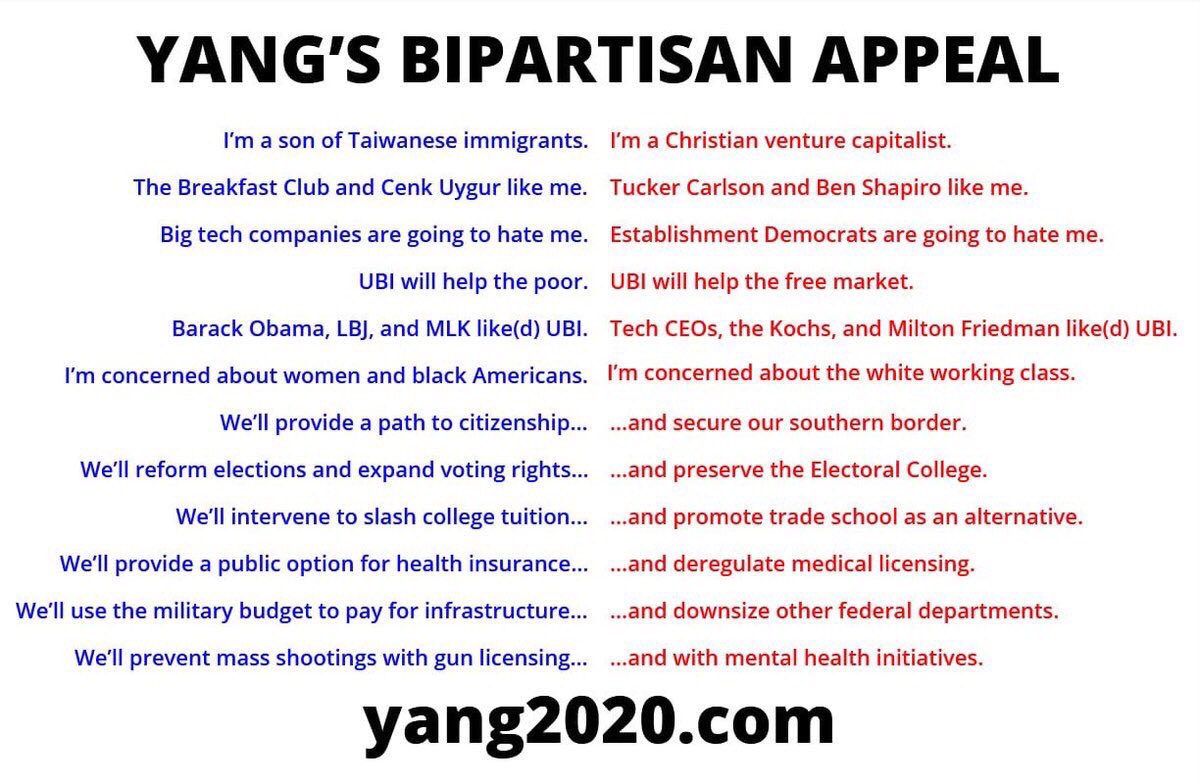 YANG'S BIPARTISAN APPEAL
I'm a son of Taiwanese immigrants. I'm a Christian venture capitalist.
The Breakfast Club and Cenk Uygur like me. Tucker Carlson and Ben Shapiro like me.
Big tech companies are going to hate me. Establishment Democrats are going to hate me.
UBI will help the poor. UBI will help the free market.
Barack Obama, LBJ, and MLK like(d) UBI. Tech CEOs, the Kochs, and Milton Friedman like(d) UBI.
I'm concerned about women and black Americans. I'm concerned about the white working class.
We'll provide a path to citizenship... ...and secure our southern border.
We'll reform elections and expand voting rights... ...and preserve the Electoral College.
We'll intervene to slash college tuition... ...and promote trade school as an alternative.
We'll provide a public option for health insurance... ...and deregulate medical licensing.
We'll use the military budget to pay for infrastructure... ...and downsize other federal departments.
We'll prevent mass shootings with gun licensing... ...and with mental health initiatives.
yang2020.com